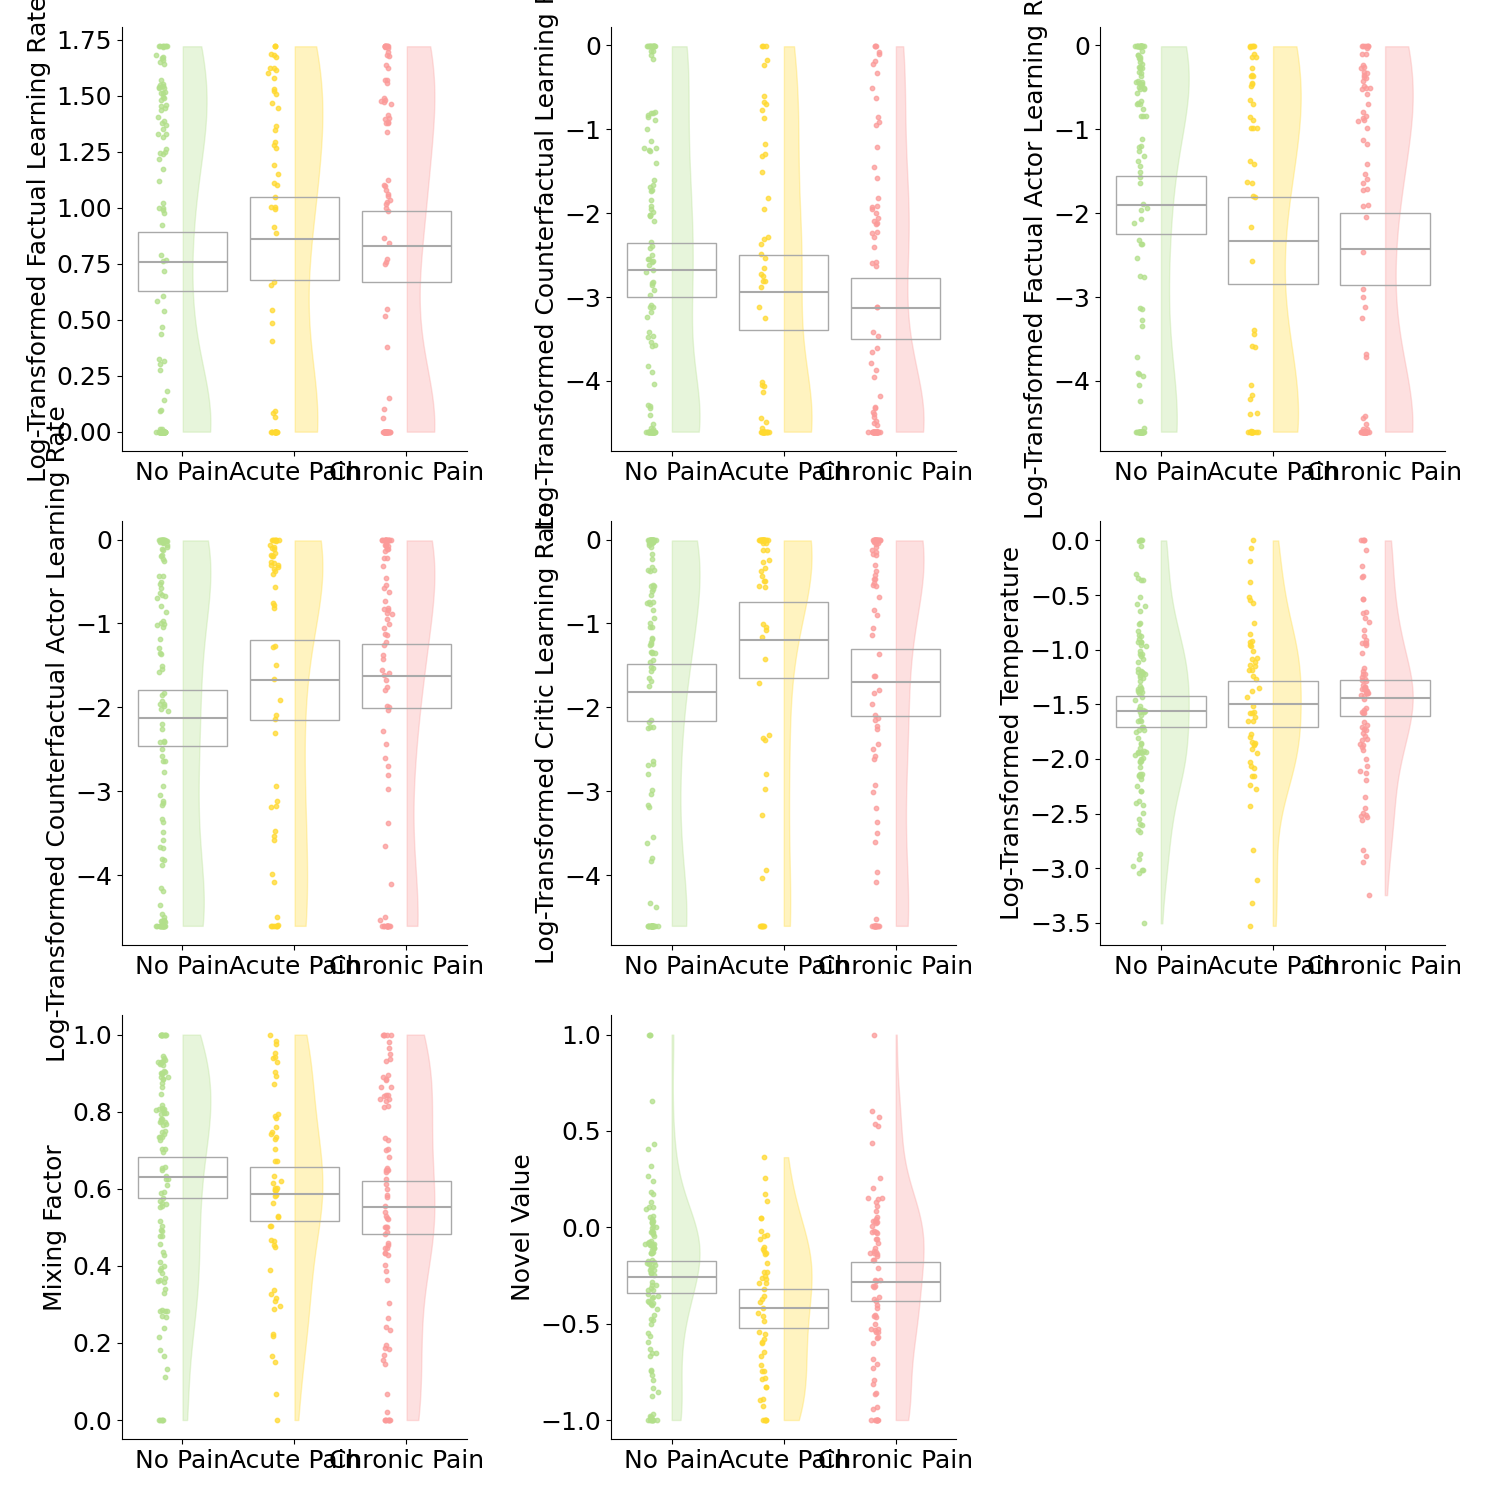 Log-Transformed Factual Learning Rate
1.75
1.50
1.25
1.00
0.75
0.50
0.25
0.00
No Pain
Acute Pain
Chronic Pain
Log-Transformed Counterfactual Learning
0
−1
−2
−3
−4
No Pain
Acute Pain
Chronic Pain
Log-Transformed Factual Actor Learning
0
−1
−2
−3
−4
No Pain
Acute Pain
Chronic Pain
Log-Transformed Counterfactual Actor Learning Rate
0
−1
−2
−3
−4
No Pain
Acute Pain
Chronic Pain
Log-Transformed Critic Learning Rate
0
−1
−2
−3
−4
No Pain
Acute Pain
Chronic Pain
Log-Transformed Temperature
0.0
−0.5
−1.0
−1.5
−2.0
−2.5
−3.0
−3.5
No Pain
Acute Pain
Chronic Pain
Mixing Factor
1.0
0.8
0.6
0.4
0.2
0.0
No Pain
Acute Pain
Chronic Pain
Novel Value
1.0
0.5
0.0
−0.5
−1.0
No Pain
Acute Pain
Chronic Pain